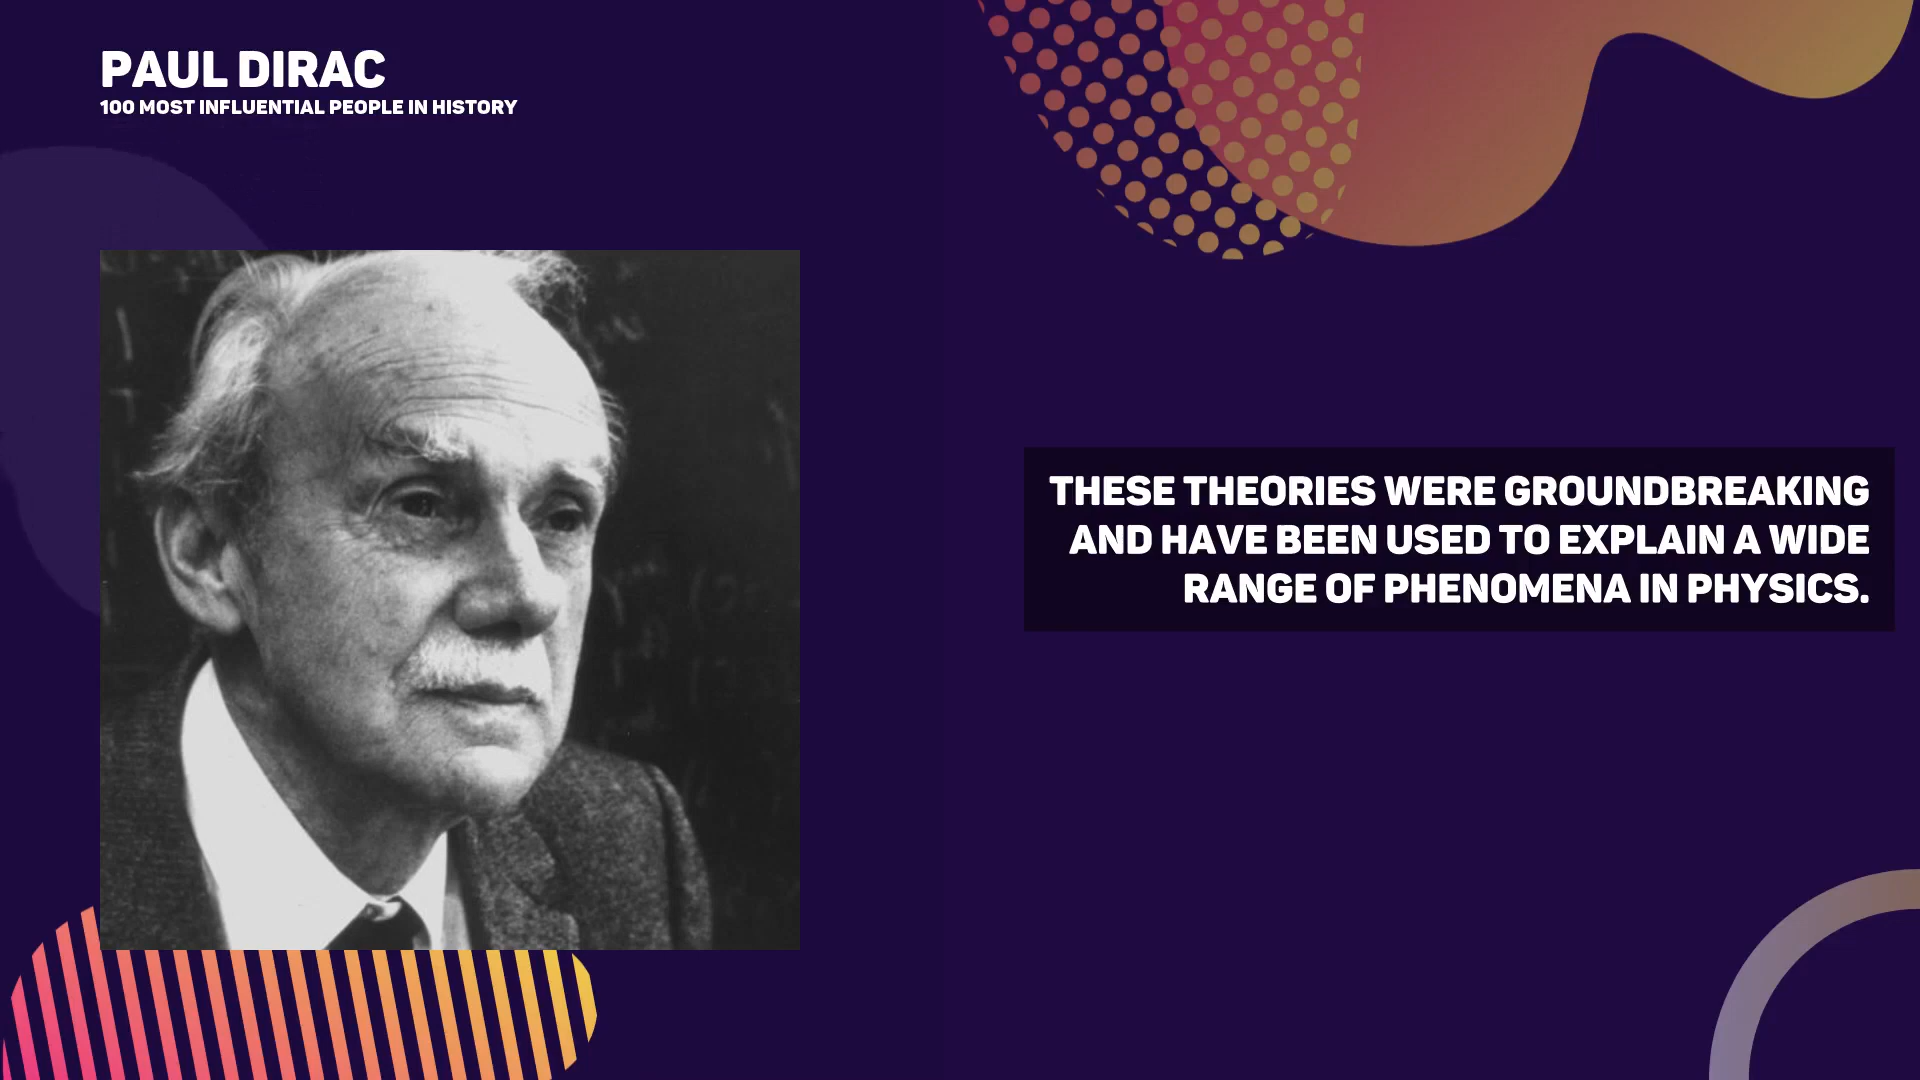 PAUL DIRAC
100 MOST INFLUENTIAL PEOPLE IN HISTORY
THESE THEORIES WERE GROUNDBREAKING
AND HAVE BEEN USED TO EXPLAIN A WIDE
RANGE OF PHENOMENA IN PHYSICS.